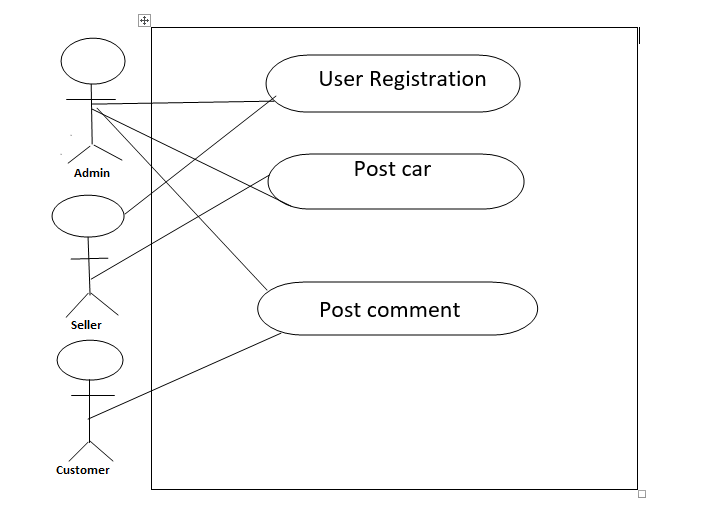 User Registration
Admin
Post car
Seller
Post comment
Customer